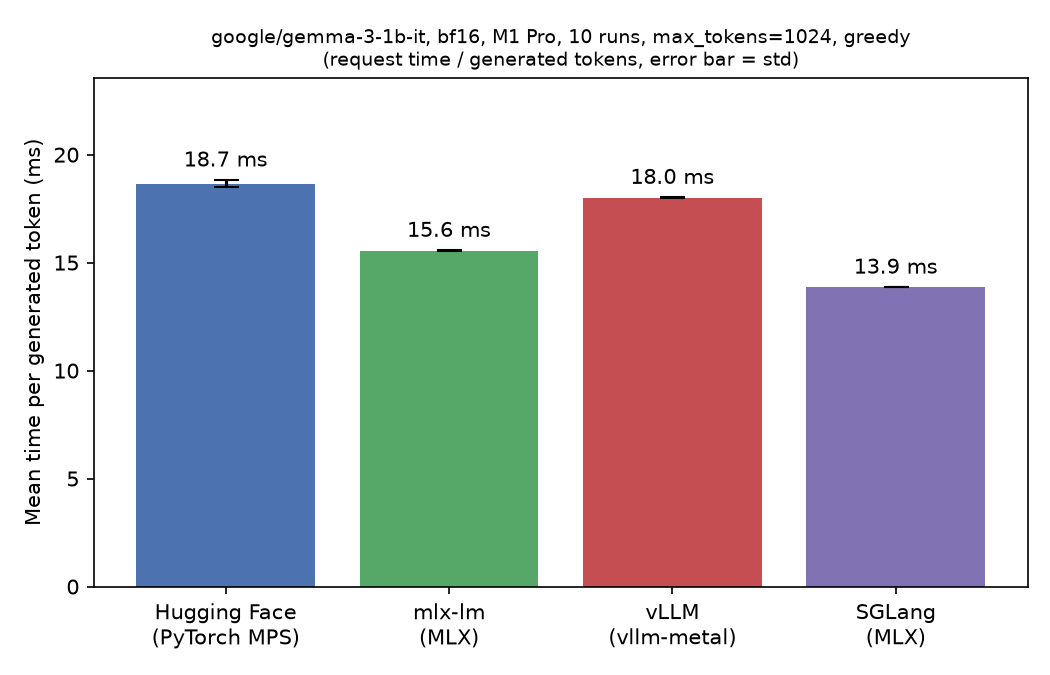 google/gemma-3-1b-it, bf16, M1 Pro, 10 runs, max_tokens=1024, greedy
(request time / generated tokens, error bar = std)
Mean time per generated token (ms)
20
15
10
5
0
18.7 ms
15.6 ms
18.0 ms
13.9 ms
Hugging Face
(PyTorch MPS)
mlx-lm
(MLX)
vLLM
(vllm-metal)
SGLang
(MLX)